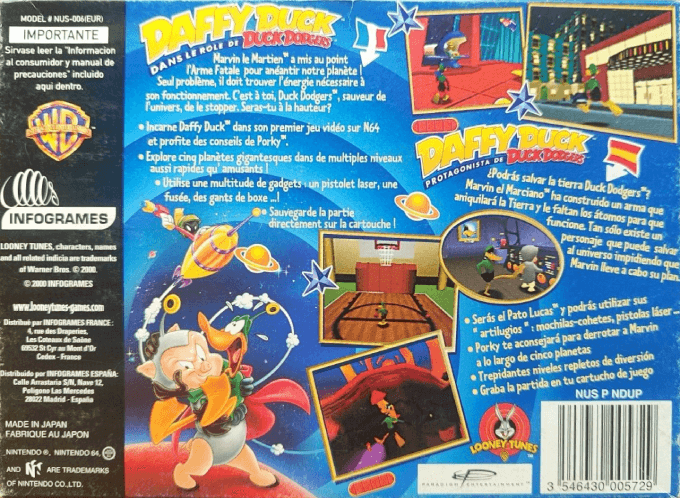 MODEL # NUS-006(EUR)
IMPORTANTE
Sirvase leer la "Informacion
al consumidor y manual de
precauciones" incluido
aqui dentro.
WB
INFOGRAMES
LOONEY TUNES, characters, names
and all related indicia are trademarks
of Warner Bros. © 2000.
© 2000 INFOGRAMES
www.looneytunes-games.com
Distribué par INFOGRAMES FRANCE:
4, rue des Draperies,
Les Coteaux de Saône
69532 St Cyr au Mont d'Or
Cedex - France
Distribuido por INFOGRAMES ESPAÑA:
Calle Arrastaria S/N, Nave 12,
Polígono Las Mercedes
28022 Madrid - España
MADE IN JAPAN
FABRIQUE AU JAPON
NINTENDO ®, NINTENDO 64,
AND ARE TRADEMARKS
OF NINTENDO CO.,LTD.
DAFFY DUCK
DANS LE ROLE DE DUCK DODGERS
Marvin le Martien™ a mis au point
l'Arme Fatale pour anéantir notre planète !
Seul problème, il doit trouver l'énergie nécessaire à
son fonctionnement. C'est à toi, Duck Dodgers™, sauveur de
l'univers, de le stopper. Seras-tu à la hauteur?
• Incarne Daffy Duck™ dans son premier jeu vidéo sur N64
et profite des conseils de Porky™.
• Explore cinq planètes gigantesques dans de multiples niveaux
aussi rapides qu'amusants !
• Utilise une multitude de gadgets : un pistolet laser, une
fusée, des gants de boxe ...!
• Sauvegarde la partie
directement sur la cartouche !
DAFFY DUCK
PROTAGONISTA DE DUCK DODGERS
¿Podrás salvar la tierra Duck Dodgers™?
Marvin el Marciano™ ha construido un arma que
aniquilará la Tierra y le faltan los átomos para que
funcione. Tan sólo existe un
personaje que puede salvar
al universo impidiendo que
Marvin lleve a cabo su plan.
• Serás el Pato Lucas™ y podrás utilizar sus
"artilugios": mochilas-cohetes, pistolas láser...
• Porky te aconsejará para derrotar a Marvin
a lo largo de cinco planetas
• Trepidantes niveles repletos de diversión
• Graba la partida en tu cartucho de juego
NUS P NDUP
LOONEY TUNES
PARADIGM ENTERTAINMENT
3 546430 005729